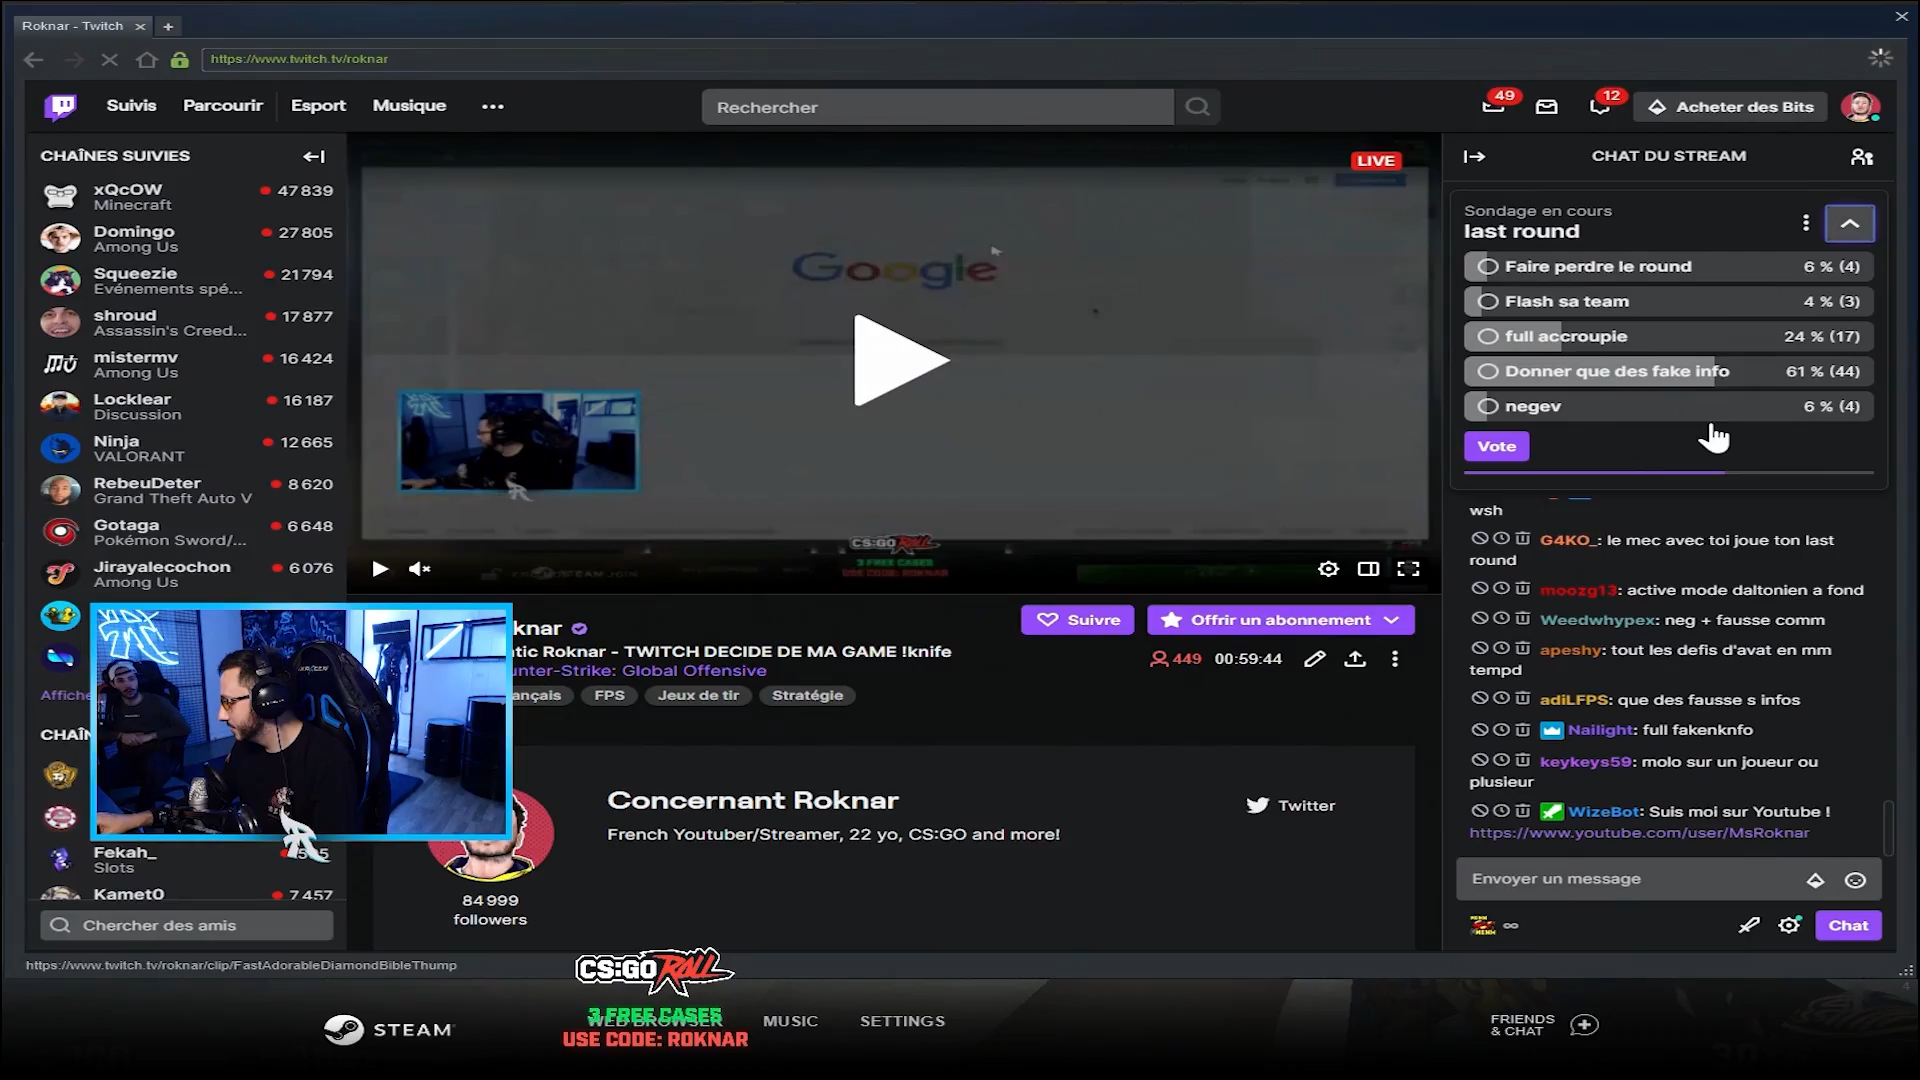 Roknar - Twitch
https://www.twitch.tv/roknar
Suivis
Parcourir
Esport
Musique
Rechercher
49
12
Acheter des Bits
CHAÎNES SUIVIES
xQcOW
Minecraft
47 839
Domingo
Among Us
27 805
Squeezie
Evénements spé...
21 794
shroud
Assassin's Creed...
17 877
mistermv
Among Us
16 424
Locklear
Discussion
16 187
Ninja
VALORANT
12 665
RebeuDeter
Grand Theft Auto V
8 620
Gotaga
Pokémon Sword/...
6 648
Jirayalecochon
Among Us
6 076
Affiche
CHAÎN
Fekah_
Slots
Kamet0
7 457
Chercher des amis
LIVE
Google
CS:GO ROLL
3 FREE CASES
USE CODE: ROKNAR
knar
tic Roknar - TWITCH DECIDE DE MA GAME !knife
unter-Strike: Global Offensive
ançais
FPS
Jeux de tir
Stratégie
Suivre
Offrir un abonnement
449
00:59:44
Concernant Roknar
French Youtuber/Streamer, 22 yo, CS:GO and more!
Twitter
84 999
followers
CHAT DU STREAM
Sondage en cours
last round
Faire perdre le round 6 % (4)
Flash sa team 4 % (3)
full accroupie 24 % (17)
Donner que des fake info 61 % (44)
negev 6 % (4)
Vote
wsh
G4KO_: le mec avec toi joue ton last
round
moozg13: active mode daltonien a fond
Weedwhypex: neg + fausse comm
apeshy: tout les defis d'avat en mm
tempd
adiLFPS: que des fausse s infos
Nailight: full fakenknfo
keykeys59: molo sur un joueur ou
plusieur
WizeBot: Suis moi sur Youtube !
https://www.youtube.com/user/MsRoknar
Envoyer un message
Chat
https://www.twitch.tv/roknar/clip/FastAdorableDiamondBibleThump
STEAM
CS:GO ROLL
3 FREE CASES
WEB BROWSER
USE CODE: ROKNAR
MUSIC
SETTINGS
FRIENDS
& CHAT